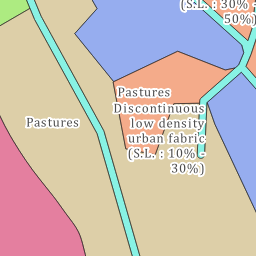 (S.L. : 30% -
50%)
Pastures
Discontinuous
low density
urban fabric
(S.L. : 10% -
30%)
Pastures